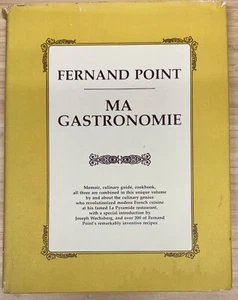 FERNAND POINT
MA
GASTRONOMIE
Memoir, culinary guide, cookbook,
all three are combined in this unique volume
by and about the culinary genius
who revolutionized modern French cuisine
at his famed La Pyramide restaurant,
with a special introduction by
Joseph Wechsberg, and over 200 of Fernand
Point's remarkably inventive recipes